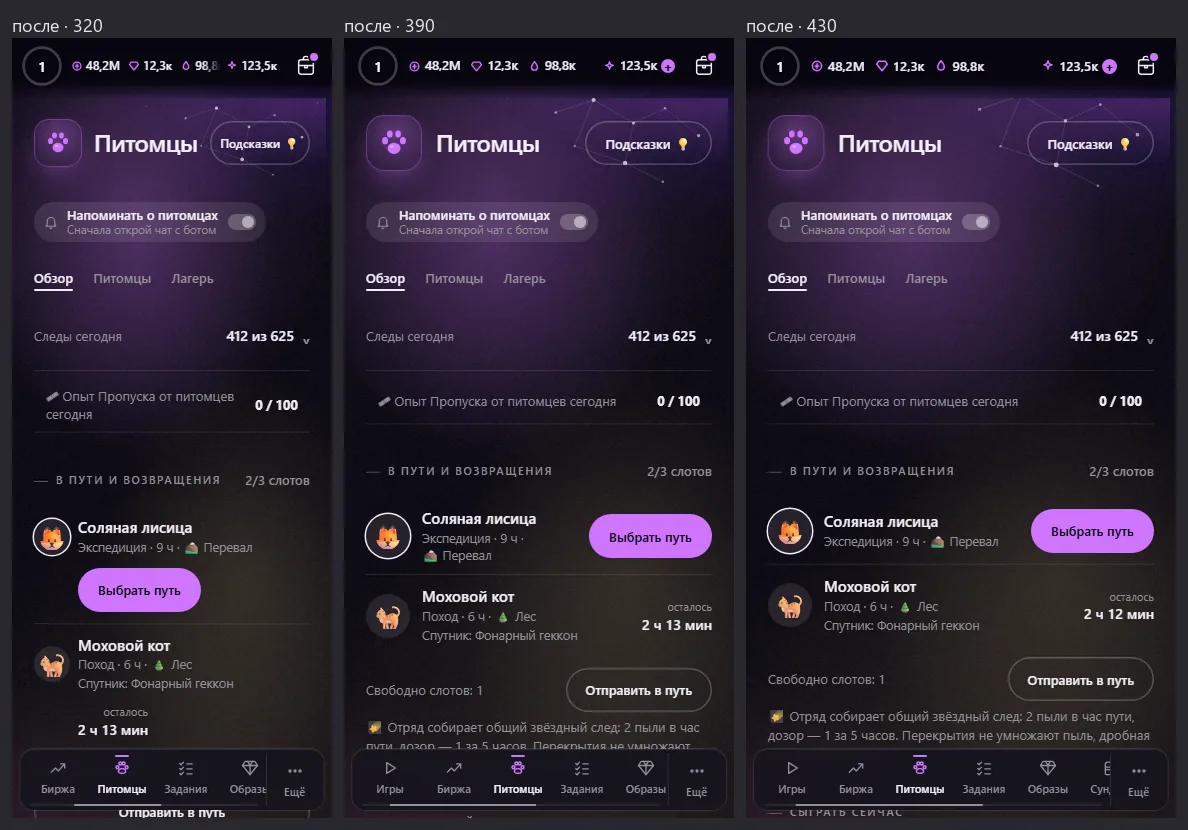 после · 320
1
48,2M
12,3к
98,8
123,5к
Питомцы
Подсказки
Напоминать о питомцах
Сначала открой чат с ботом
Обзор
Питомцы
Лагерь
Следы сегодня
412 из 625
Опыт Пропуска от питомцев
сегодня
0 / 100
В ПУТИ И ВОЗВРАЩЕНИЯ
2/3 слотов
Соляная лисица
Экспедиция · 9 ч · Перевал
Выбрать путь
Моховой кот
Поход · 6 ч · Лес
Спутник: Фонарный геккон
осталось
2 ч 13 мин
Биржа
Питомцы
Задания
Образы
Ещё
Отправить в путь
после · 390
1
48,2M
12,3к
98,8к
123,5к
Питомцы
Подсказки
Напоминать о питомцах
Сначала открой чат с ботом
Обзор
Питомцы
Лагерь
Следы сегодня
412 из 625
Опыт Пропуска от питомцев сегодня
0 / 100
В ПУТИ И ВОЗВРАЩЕНИЯ
2/3 слотов
Соляная лисица
Экспедиция · 9 ч ·
Перевал
Выбрать путь
Моховой кот
Поход · 6 ч · Лес
Спутник: Фонарный геккон
осталось
2 ч 13 мин
Свободно слотов: 1
Отправить в путь
Отряд собирает общий звёздный след: 2 пыли в час
пути, дозор — 1 за 5 часов. Перекрытия не умножают
Игры
Биржа
Питомцы
Задания
Образы
Ещё
после · 430
1
48,2M
12,3к
98,8к
123,5к
Питомцы
Подсказки
Напоминать о питомцах
Сначала открой чат с ботом
Обзор
Питомцы
Лагерь
Следы сегодня
412 из 625
Опыт Пропуска от питомцев сегодня
0 / 100
В ПУТИ И ВОЗВРАЩЕНИЯ
2/3 слотов
Соляная лисица
Экспедиция · 9 ч · Перевал
Выбрать путь
Моховой кот
Поход · 6 ч · Лес
Спутник: Фонарный геккон
осталось
2 ч 12 мин
Свободно слотов: 1
Отправить в путь
Отряд собирает общий звёздный след: 2 пыли в час пути,
дозор — 1 за 5 часов. Перекрытия не умножают пыль, дробная
Игры
Биржа
Питомцы
Задания
Образы
Сун
Ещё
СЫГРАТЬ СЕЙЧАС